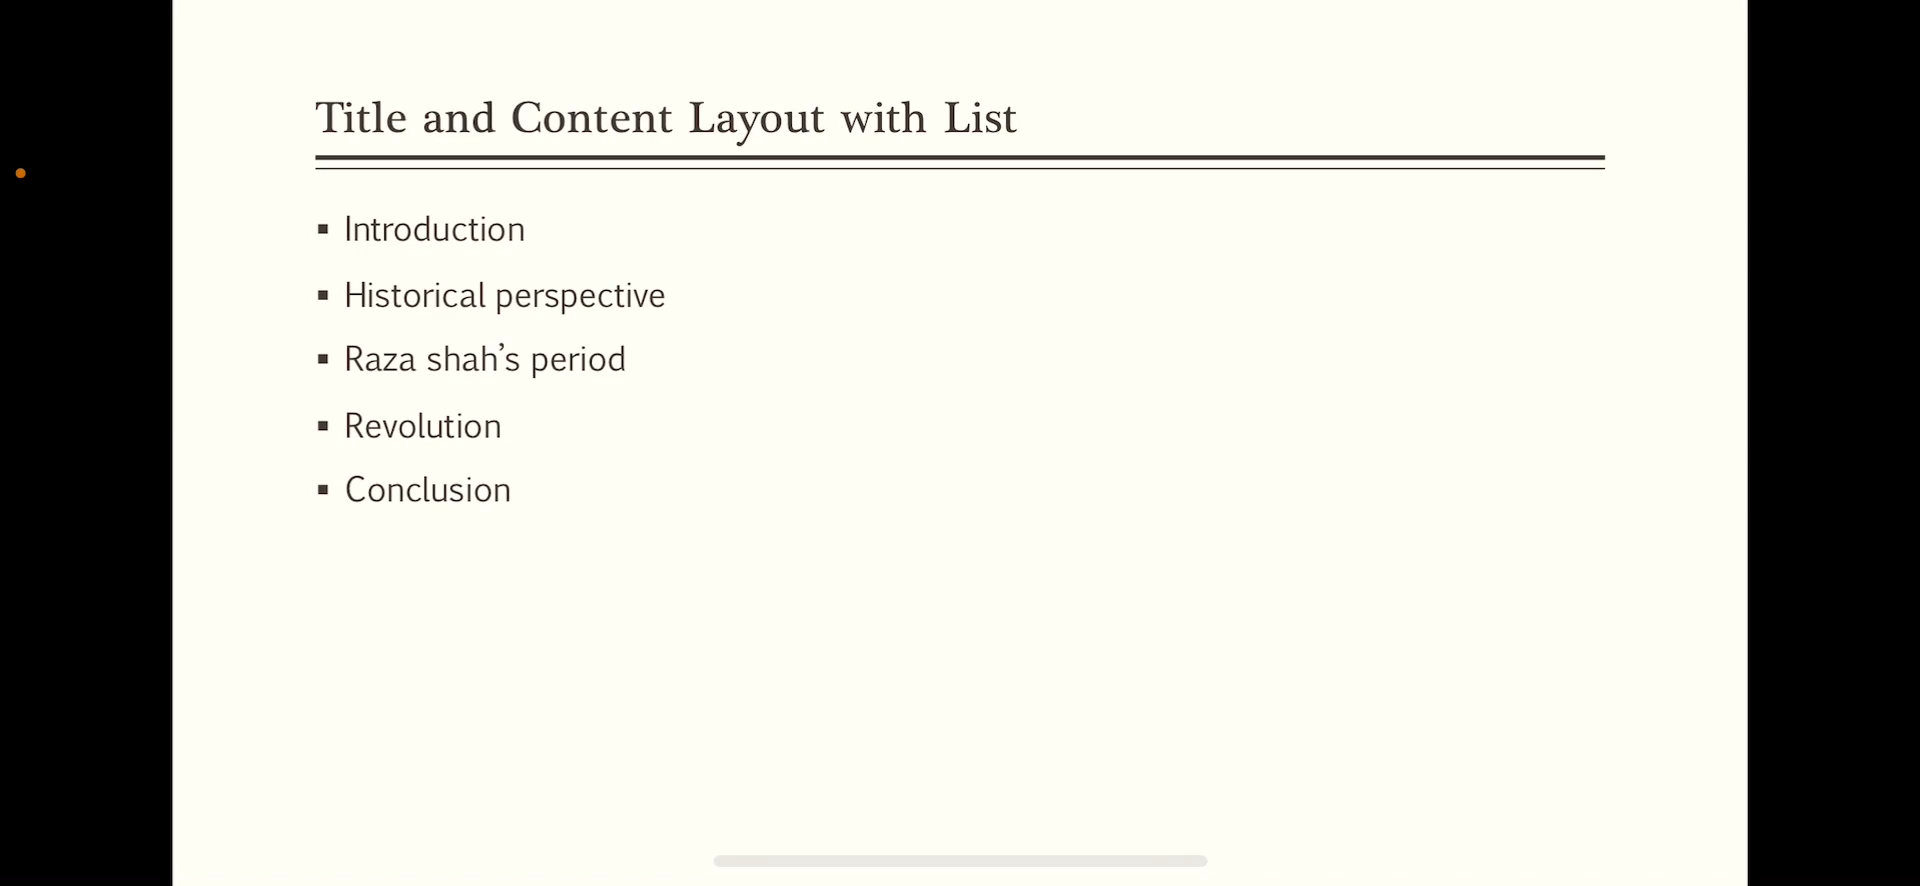 Title and Content Layout with List
▪ Introduction
▪ Historical perspective
▪ Raza shah’s period
▪ Revolution
▪ Conclusion